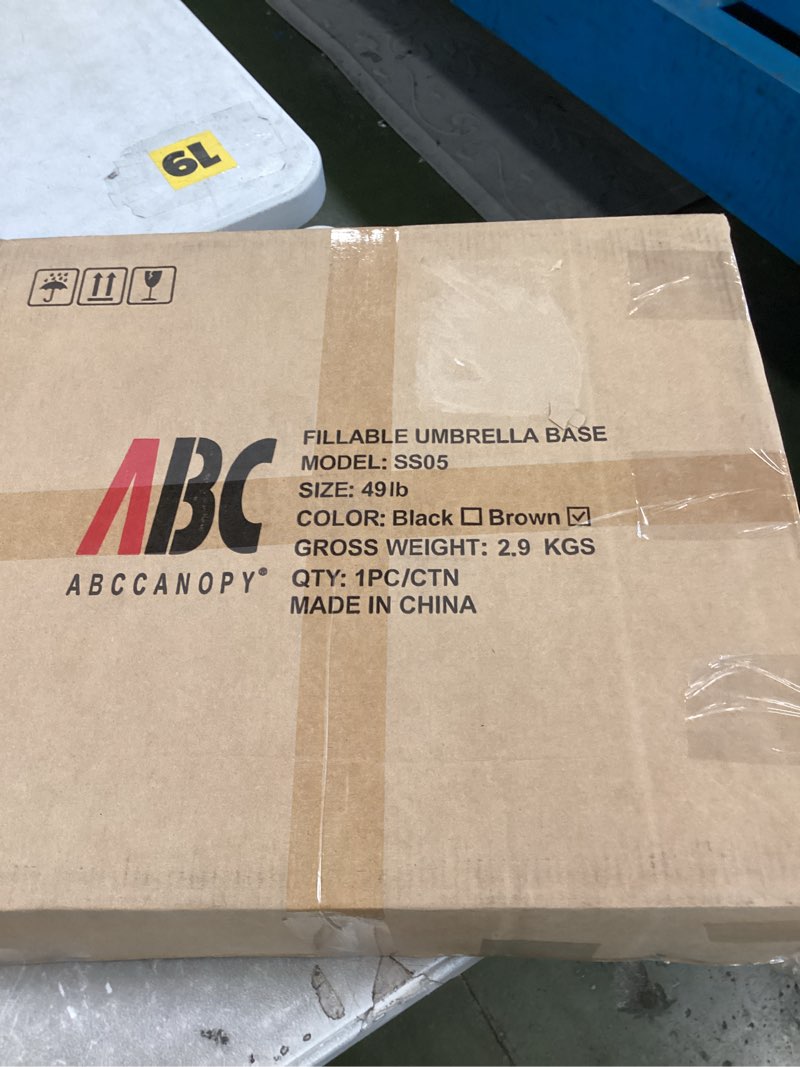 19
ABC
ABCCANOPY®
FILLABLE UMBRELLA BASE
MODEL: SS05
SIZE: 49lb
COLOR: Black ☐ Brown ☑
GROSS WEIGHT: 2.9 KGS
QTY: 1PC/CTN
MADE IN CHINA